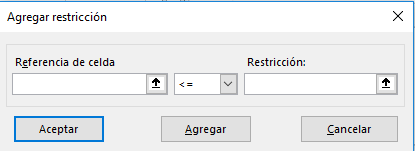 Agregar restricción
Referencia de celda
Restricción:
<=
Aceptar
Agregar
Cancelar